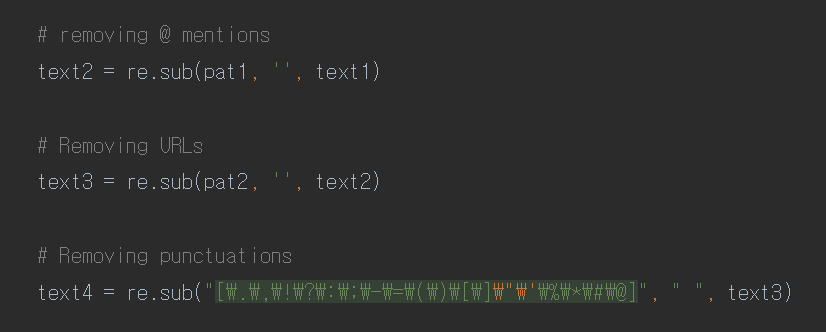 # removing @ mentions
text2 = re.sub(pat1, '', text1)
# Removing URLs
text3 = re.sub(pat2, '', text2)
# Removing punctuations
text4 = re.sub("[₩.₩,₩!₩?₩:₩;₩-₩=₩(₩)₩[₩]₩"₩'₩%₩*₩#₩@]", " ", text3)